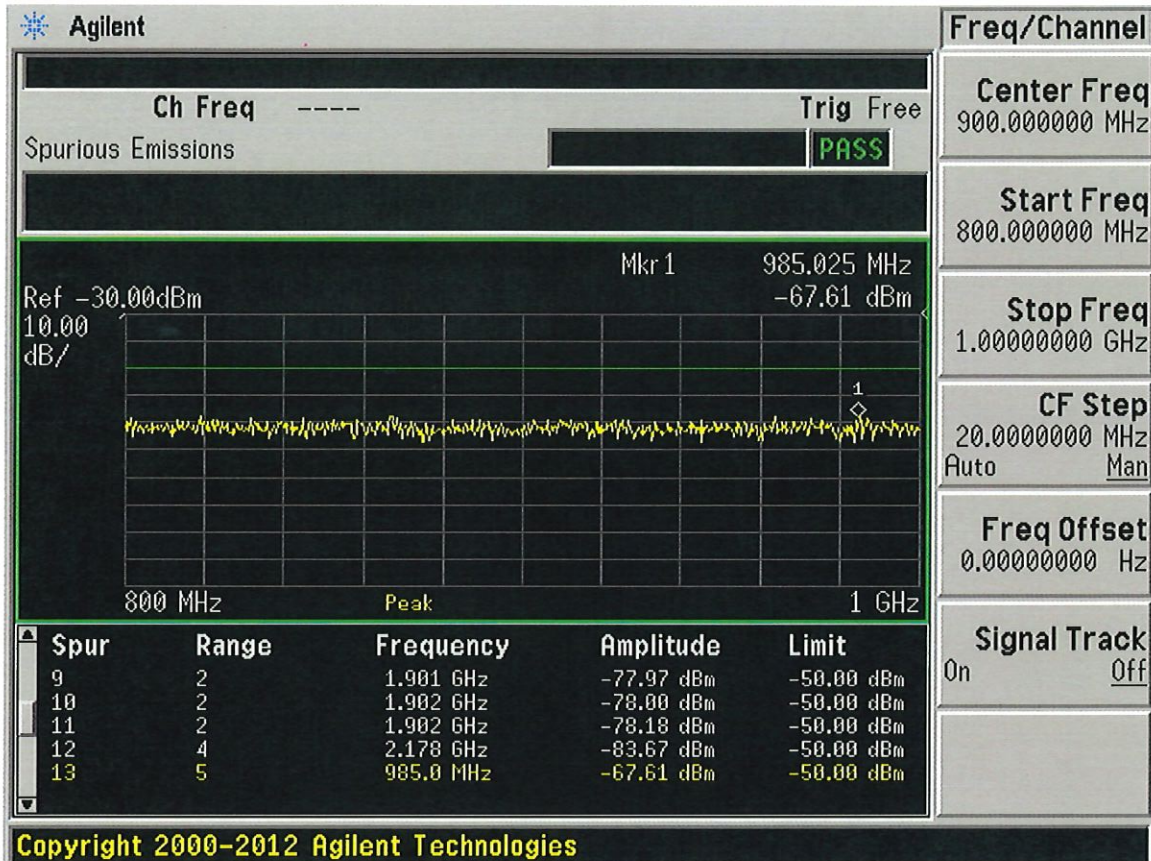 Agilent
Freq/Channel
Ch Freq ----
Trig Free
Spurious Emissions
PASS
Mkr1 985.025 MHz
-67.61 dBm
Ref -30.00dBm
10.00
dB/
1
800 MHz
Peak
1 GHz
Spur Range Frequency Amplitude Limit
9 2 1.901 GHz -77.97 dBm -50.00 dBm
10 2 1.902 GHz -78.00 dBm -50.00 dBm
11 2 1.902 GHz -78.18 dBm -50.00 dBm
12 4 2.178 GHz -83.67 dBm -50.00 dBm
13 5 985.0 MHz -67.61 dBm -50.00 dBm
Center Freq
900.000000 MHz
Start Freq
800.000000 MHz
Stop Freq
1.00000000 GHz
CF Step
20.0000000 MHz
Auto Man
Freq Offset
0.00000000 Hz
Signal Track
On Off
Copyright 2000-2012 Agilent Technologies